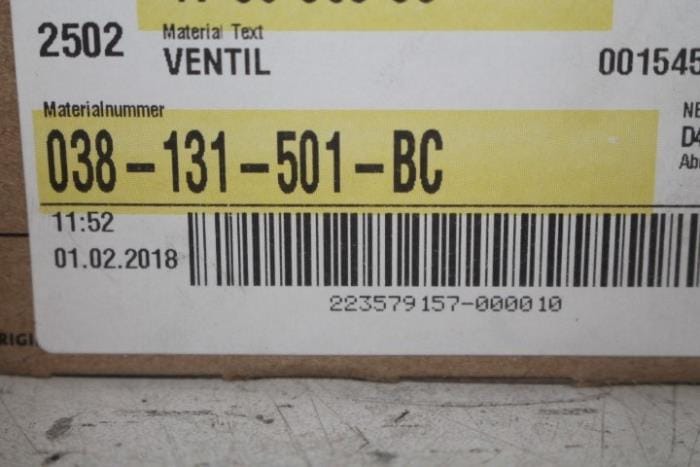 2502
Material Text
VENTIL
001545
Materialnummer
038-131-501-BC
11:52
01.02.2018
223579157-000010